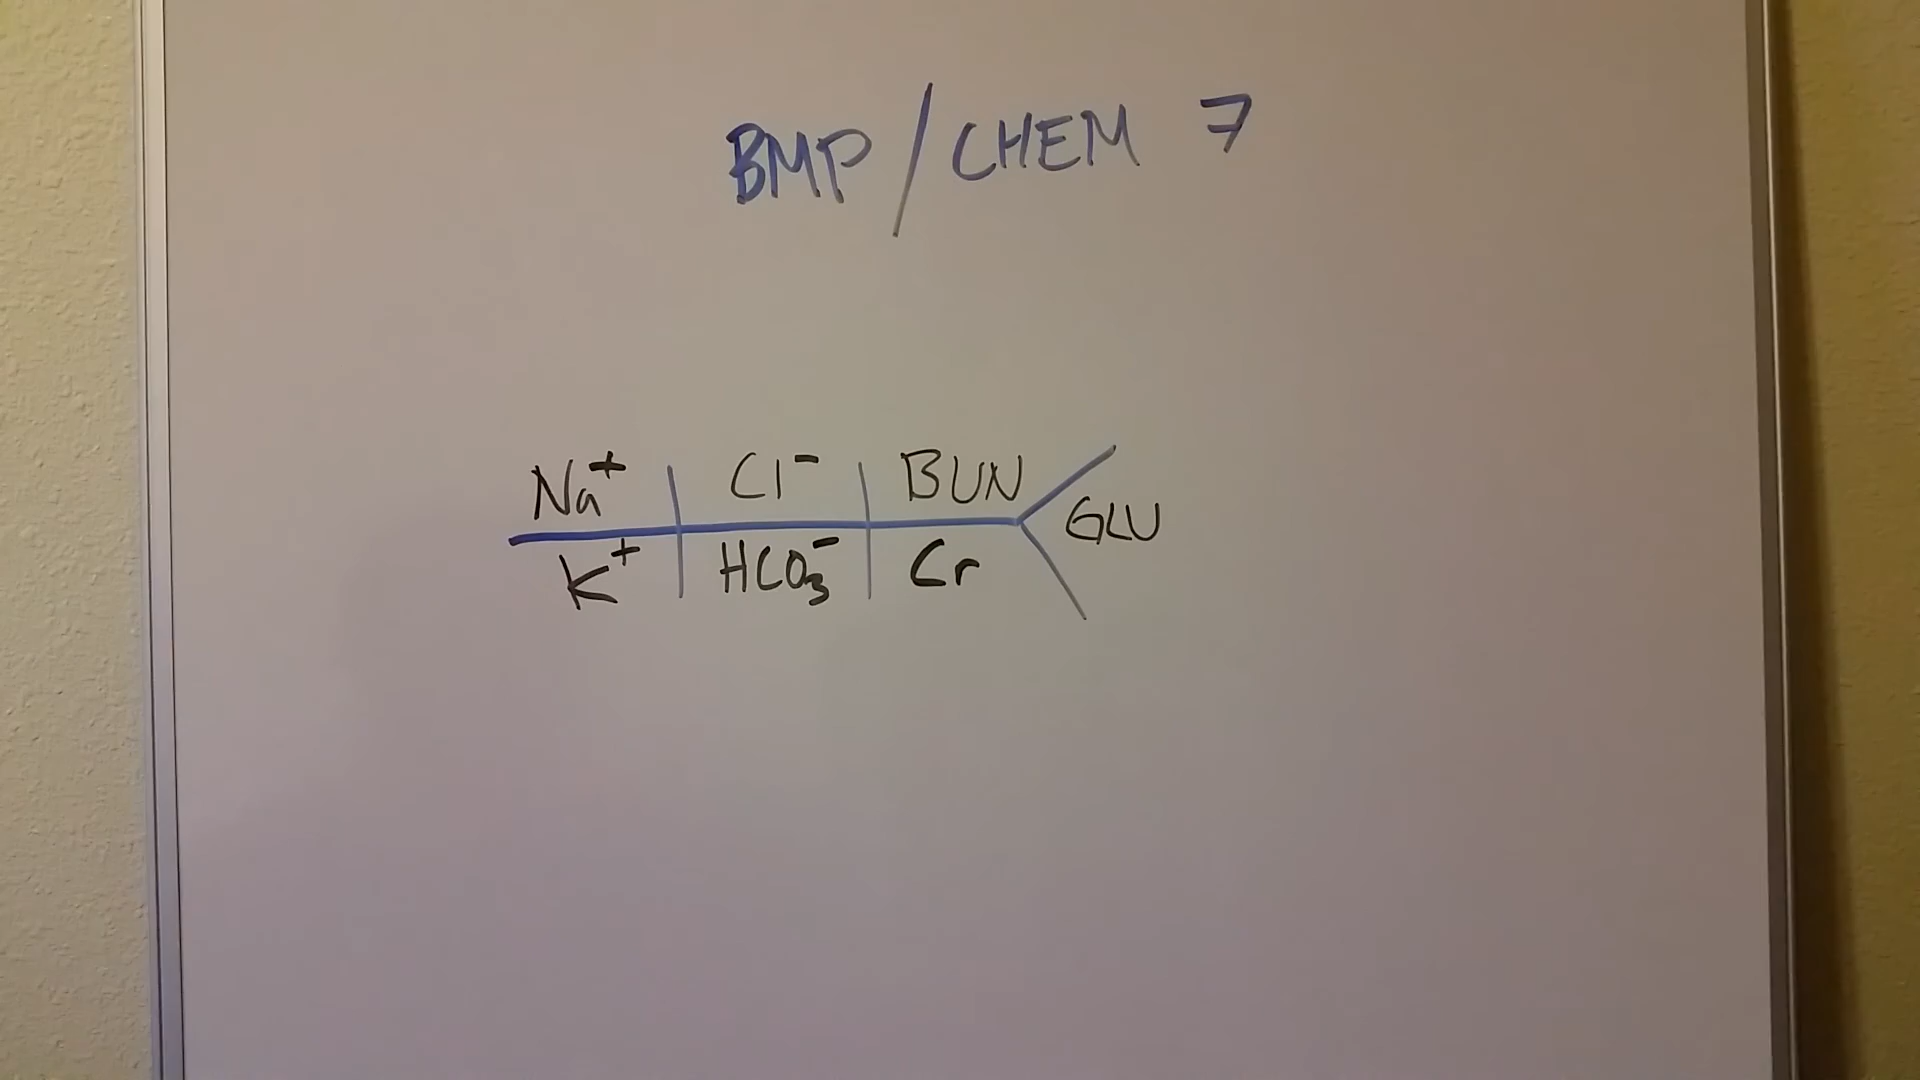 BMP/CHEM 7
Na⁺ Cl⁻ BUN
GLU
K⁺ HCO₃⁻ Cr